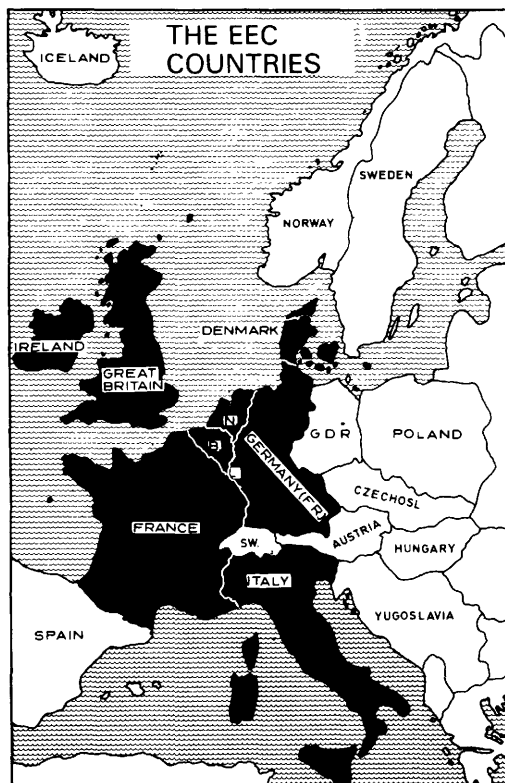 THE EEC
COUNTRIES
ICELAND
SWEDEN
NORWAY
DENMARK
IRELAND
GREAT
BRITAIN
N
B
GDR
POLAND
GERMANY(FR)
CZECHOSL
FRANCE
SW.
AUSTRIA
HUNGARY
ITALY
YUGOSLAVIA
SPAIN